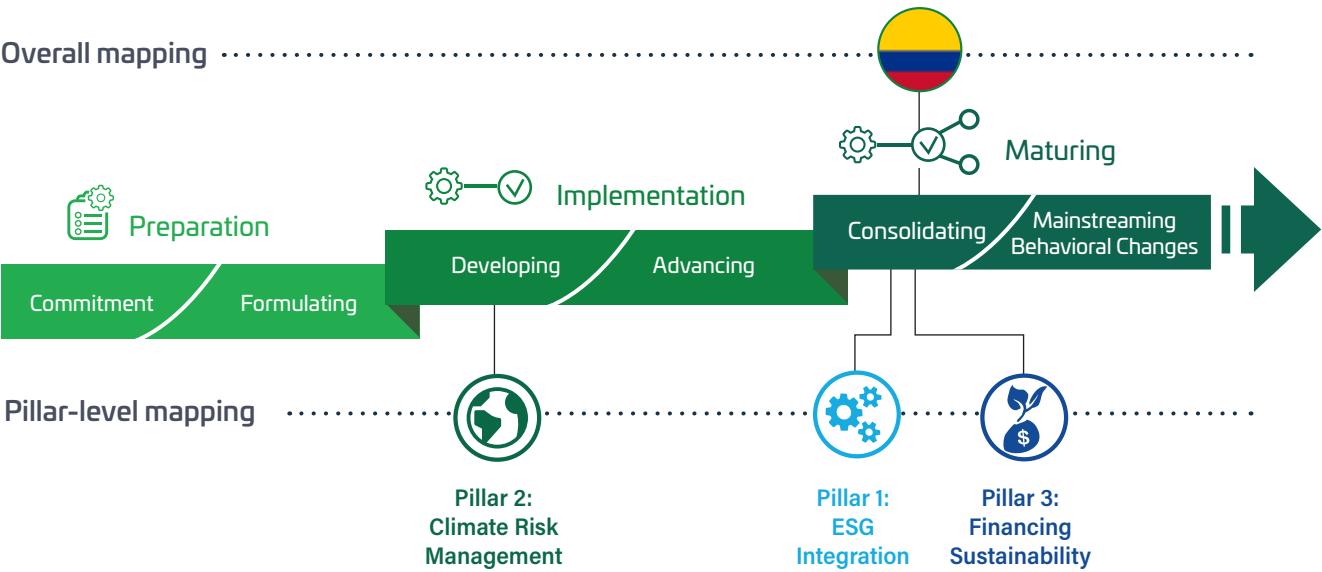 Overall mapping
Maturing
Implementation
Preparation
Consolidating
Mainstreaming
Behavioral Changes
Developing
Advancing
Commitment
Formulating
Pillar-level mapping
$
Pillar 2:
Climate Risk
Management
Pillar 1:
ESG
Integration
Pillar 3:
Financing
Sustainability